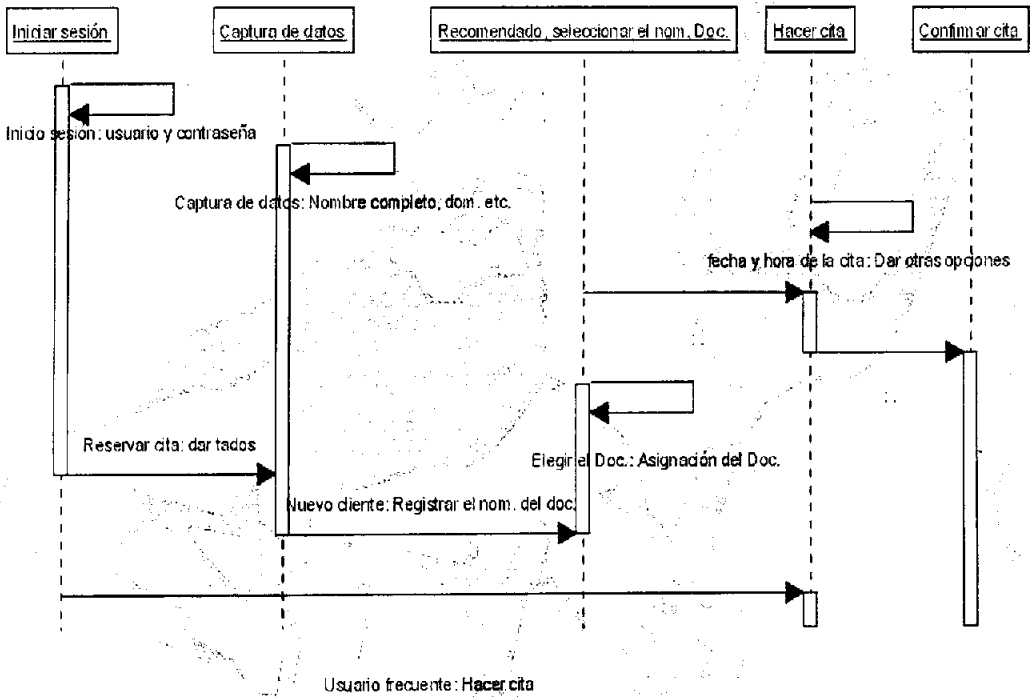 Iniciar sesión
Captura de datos
Recomendado, seleccionar el nom. Doc.
Hacer cita
Confirmar cita
Inicio sesión: usuario y contraseña
Captura de datos: Nombre completo, dom. etc.
fecha y hora de la cita: Dar otras opciones
Reservar cita: dar tados
Elegir el Doc.: Asignación del Doc.
Nuevo cliente: Registrar el nom. del doc.
Usuario frecuente: Hacer cita